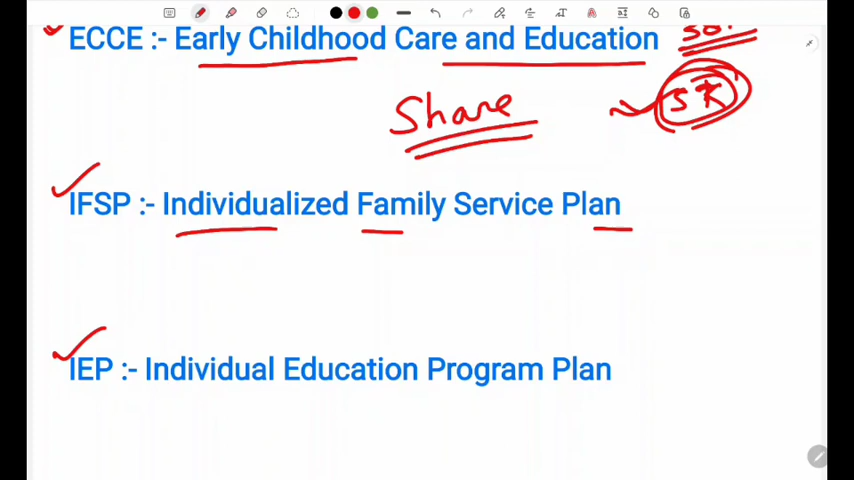 ECCE :- Early Childhood Care and Education
Share
5K
IFSP :- Individualized Family Service Plan
IEP :- Individual Education Program Plan